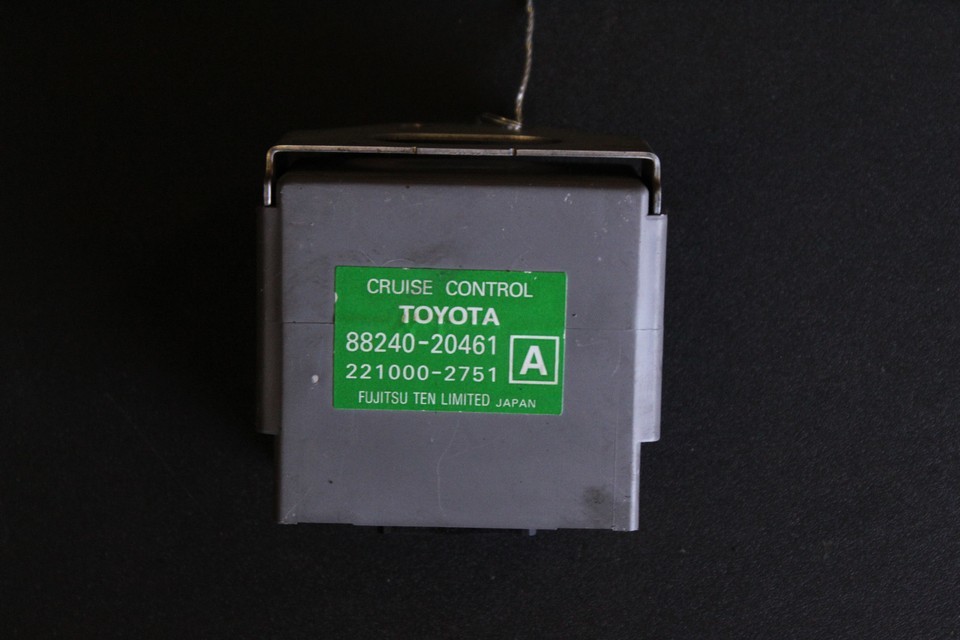 CRUISE CONTROL
TOYOTA
88240-20461
A
221000-2751
FUJITSU TEN LIMITED JAPAN